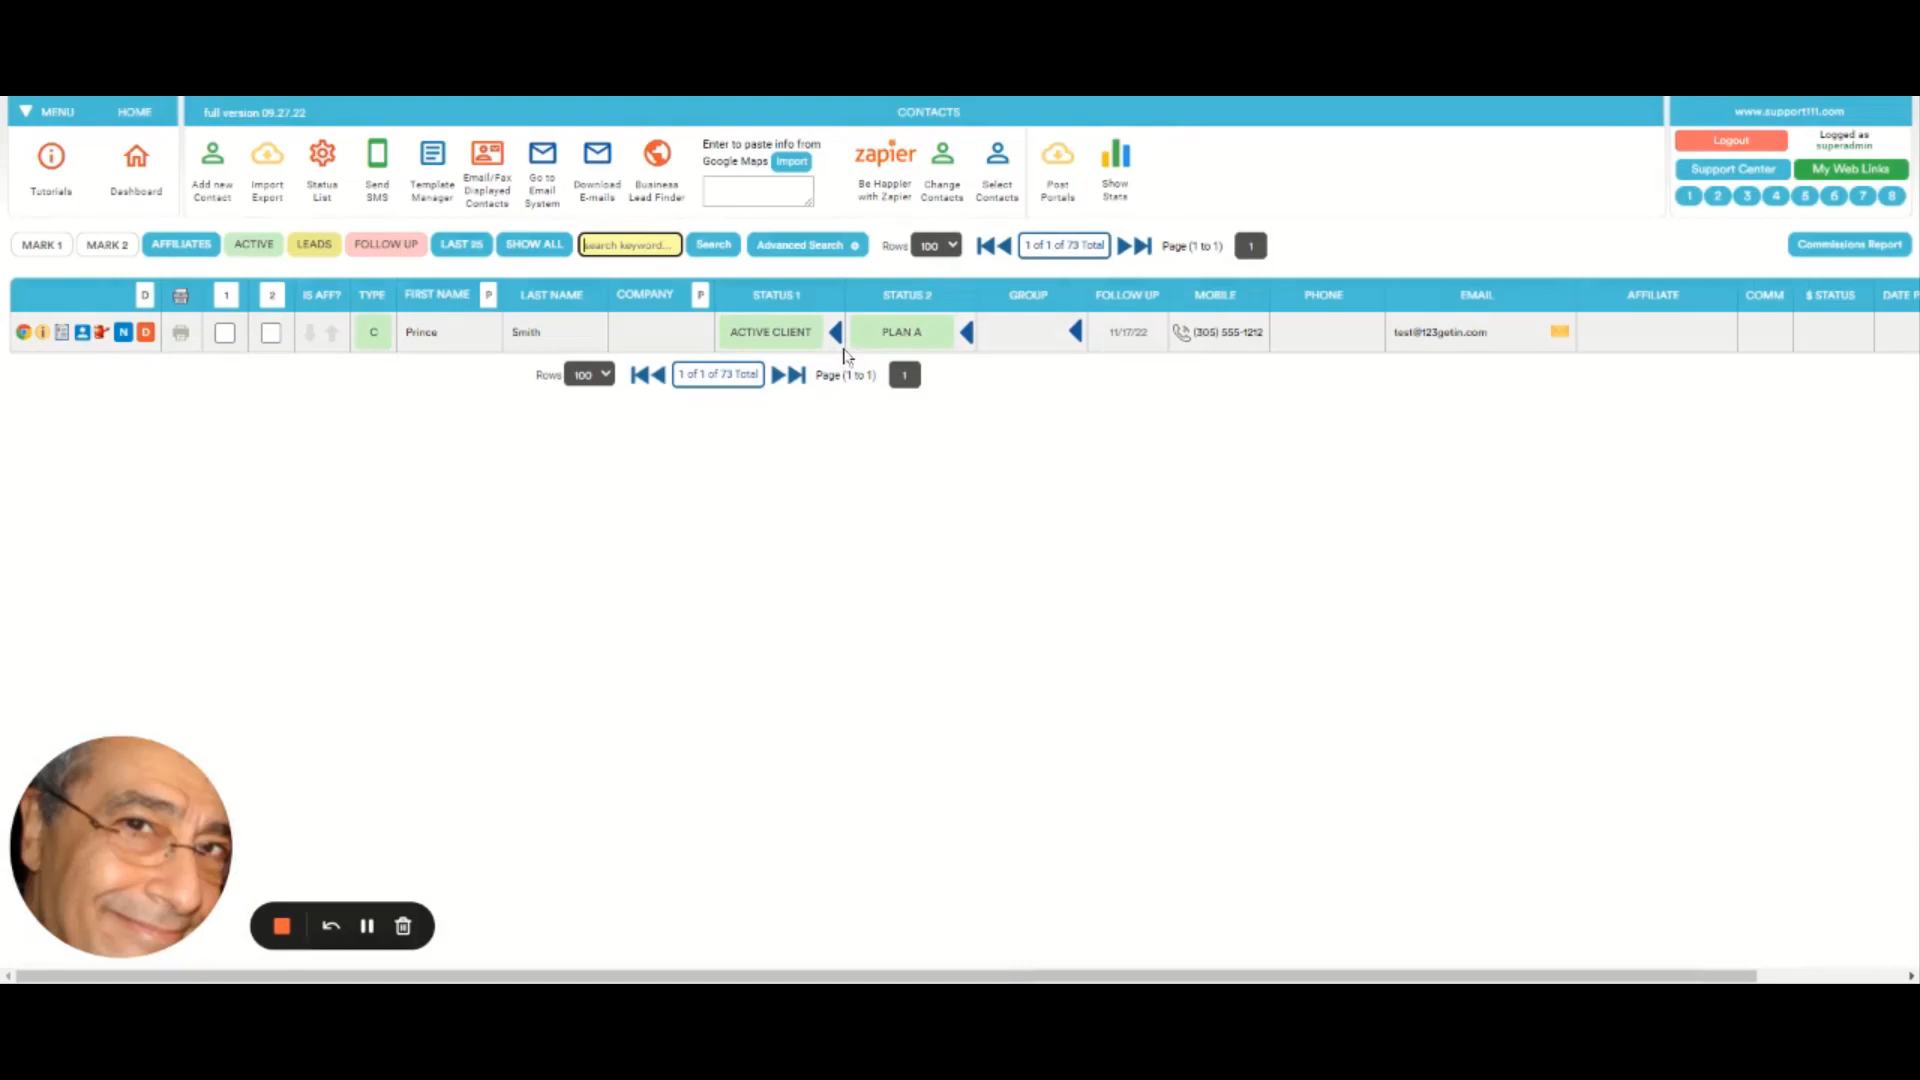 MENU HOME full version 09.27.22 CONTACTS www.support111.com
Tutorials
Dashboard
Add new
Contact
Import
Export
Status
List
Send
SMS
Template
Manager
Email/Fax
Displayed
Contacts
Go to
Email
System
Download
E-mails
Business
Lead Finder
Enter to paste info from
Google Maps Import
zapier
Be Happier
with Zapier
Change
Contacts
Select
Contacts
Post
Portals
Show
Stats
Logout
Logged as
superadmin
Support Center My Web Links
1 2 3 4 5 6 7 8
MARK 1 MARK 2 AFFILIATES ACTIVE LEADS FOLLOW UP LAST 25 SHOW ALL search keyword... Search Advanced Search Rows 100 1 of 1 of 73 Total Page (1 to 1) 1 Commissions Report
D 1 2 IS AFF? TYPE FIRST NAME P LAST NAME COMPANY P STATUS 1 STATUS 2 GROUP FOLLOW UP MOBILE PHONE EMAIL AFFILIATE COMM $ STATUS DATE
N D C Prince Smith ACTIVE CLIENT PLAN A 11/17/22 (305) 555-1212 test@123getin.com
Rows 100 1 of 1 of 73 Total Page (1 to 1) 1